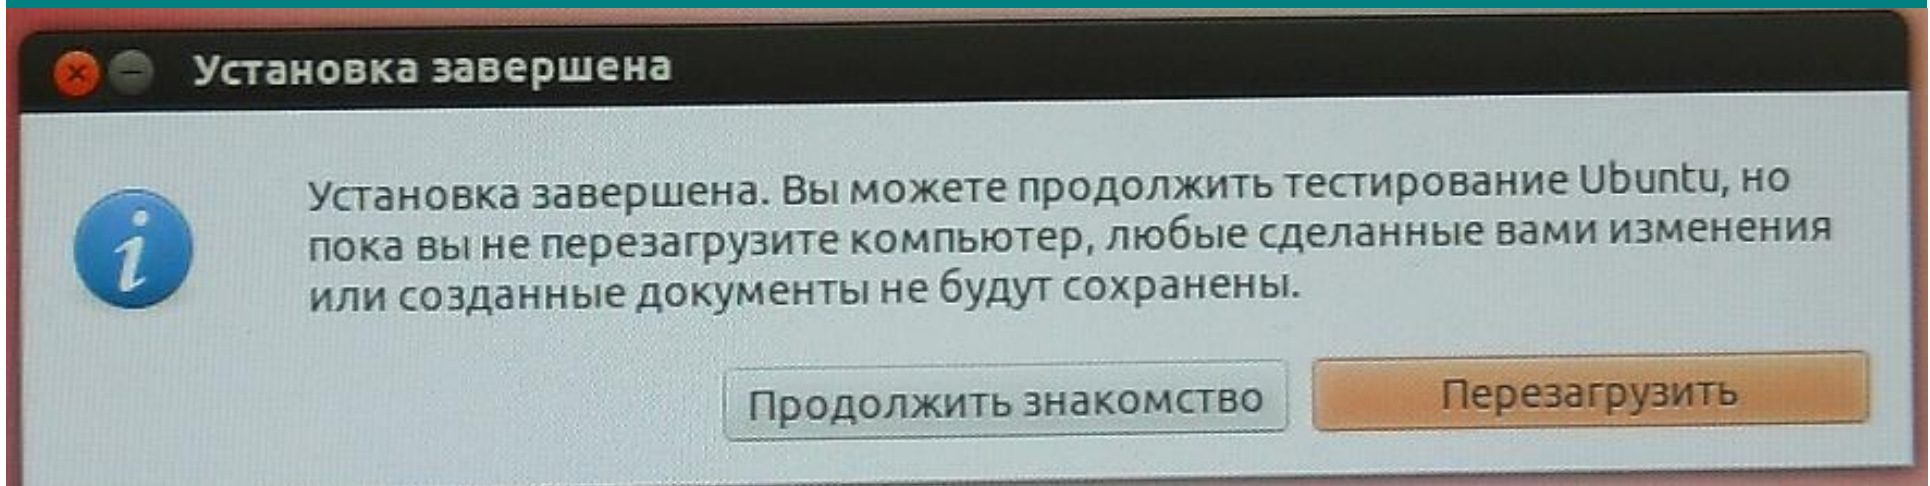 Установка завершена
Установка завершена. Вы можете продолжить тестирование Ubuntu, но
пока вы не перезагрузите компьютер, любые сделанные вами изменения
или созданные документы не будут сохранены.
Продолжить знакомство
Перезагрузить